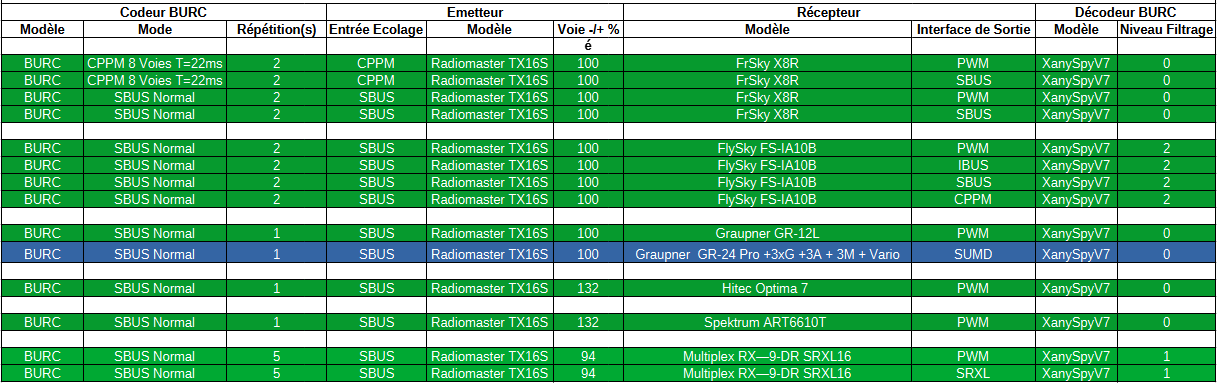 Codeur BURC Emetteur Récepteur Décodeur BURC
Modèle Mode Répétition(s) Entrée Ecolage Modèle Voie -/+ % Modèle Interface de Sortie Modèle Niveau Filtrage
é
BURC CPPM 8 Voies T=22ms 2 CPPM Radiomaster TX16S 100 FrSky X8R PWM XanySpyV7 0
BURC CPPM 8 Voies T=22ms 2 CPPM Radiomaster TX16S 100 FrSky X8R SBUS XanySpyV7 0
BURC SBUS Normal 2 SBUS Radiomaster TX16S 100 FrSky X8R PWM XanySpyV7 0
BURC SBUS Normal 2 SBUS Radiomaster TX16S 100 FrSky X8R SBUS XanySpyV7 0
BURC SBUS Normal 2 SBUS Radiomaster TX16S 100 FlySky FS-IA10B PWM XanySpyV7 2
BURC SBUS Normal 2 SBUS Radiomaster TX16S 100 FlySky FS-IA10B IBUS XanySpyV7 2
BURC SBUS Normal 2 SBUS Radiomaster TX16S 100 FlySky FS-IA10B SBUS XanySpyV7 2
BURC SBUS Normal 2 SBUS Radiomaster TX16S 100 FlySky FS-IA10B CPPM XanySpyV7 2
BURC SBUS Normal 1 SBUS Radiomaster TX16S 100 Graupner GR-12L PWM XanySpyV7 0
BURC SBUS Normal 1 SBUS Radiomaster TX16S 100 Graupner GR-24 Pro +3xG +3A + 3M + Vario SUMD XanySpyV7 0
BURC SBUS Normal 1 SBUS Radiomaster TX16S 132 Hitec Optima 7 PWM XanySpyV7 0
BURC SBUS Normal 1 SBUS Radiomaster TX16S 132 Spektrum ART6610T PWM XanySpyV7 0
BURC SBUS Normal 5 SBUS Radiomaster TX16S 94 Multiplex RX—9-DR SRXL16 PWM XanySpyV7 1
BURC SBUS Normal 5 SBUS Radiomaster TX16S 94 Multiplex RX—9-DR SRXL16 SRXL XanySpyV7 1